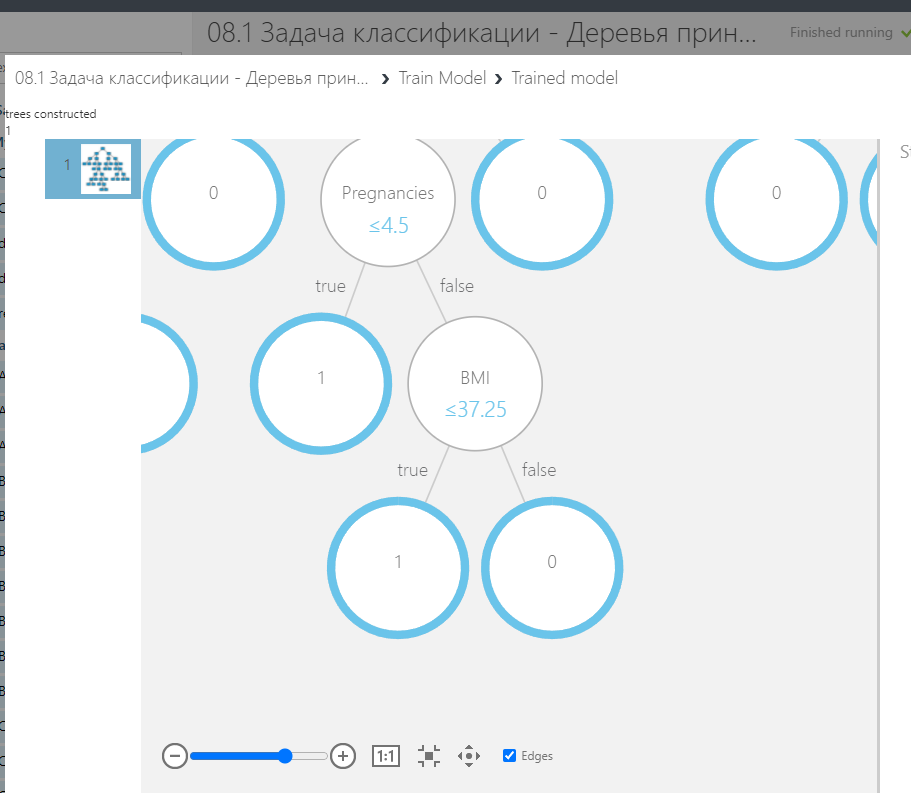 08.1 Задача классификации - Деревья прин...
Finished running
08.1 Задача классификации - Деревья прин... › Train Model › Trained model
trees constructed
1
1
0
Pregnancies
≤4.5
0
0
true
false
1
BMI
≤37.25
true
false
1
0
1:1
Edges